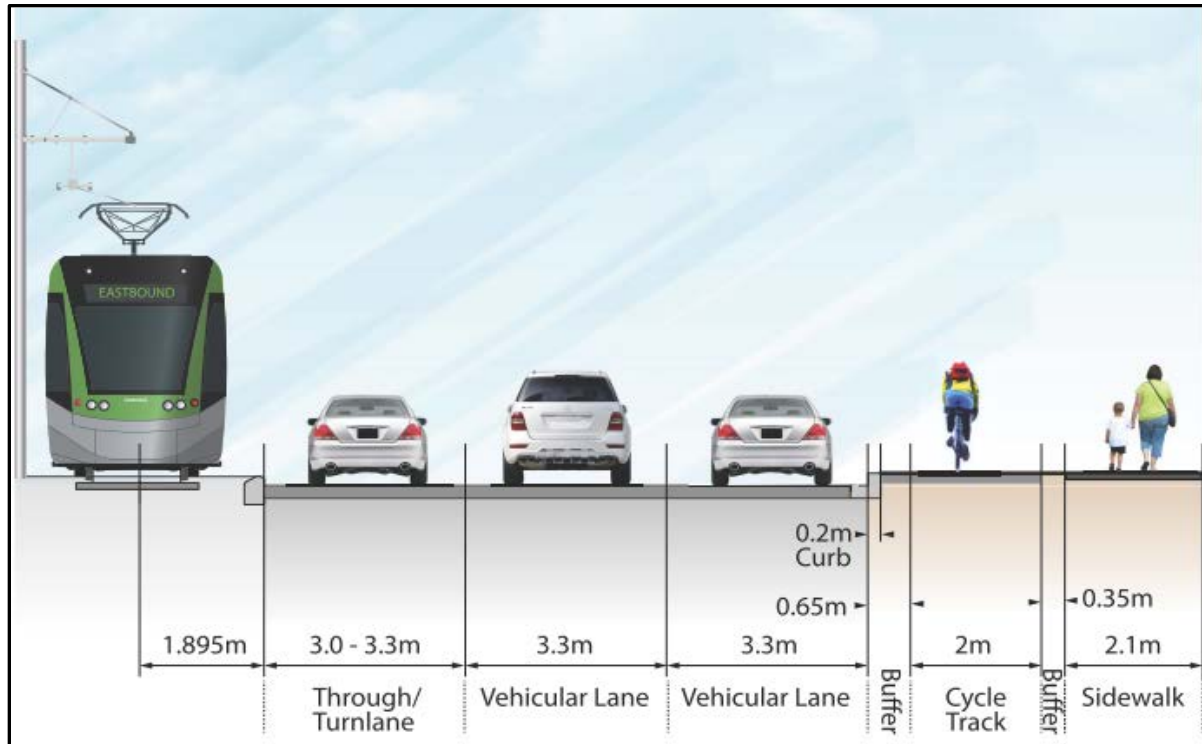 EASTBOUND
0.2m
Curb
0.65m
0.35m
1.895m
3.0 - 3.3m
3.3m
3.3m
2m
2.1m
Through/
Turnlane
Vehicular Lane
Vehicular Lane
Buffer
Cycle
Track
Buffer
Sidewalk